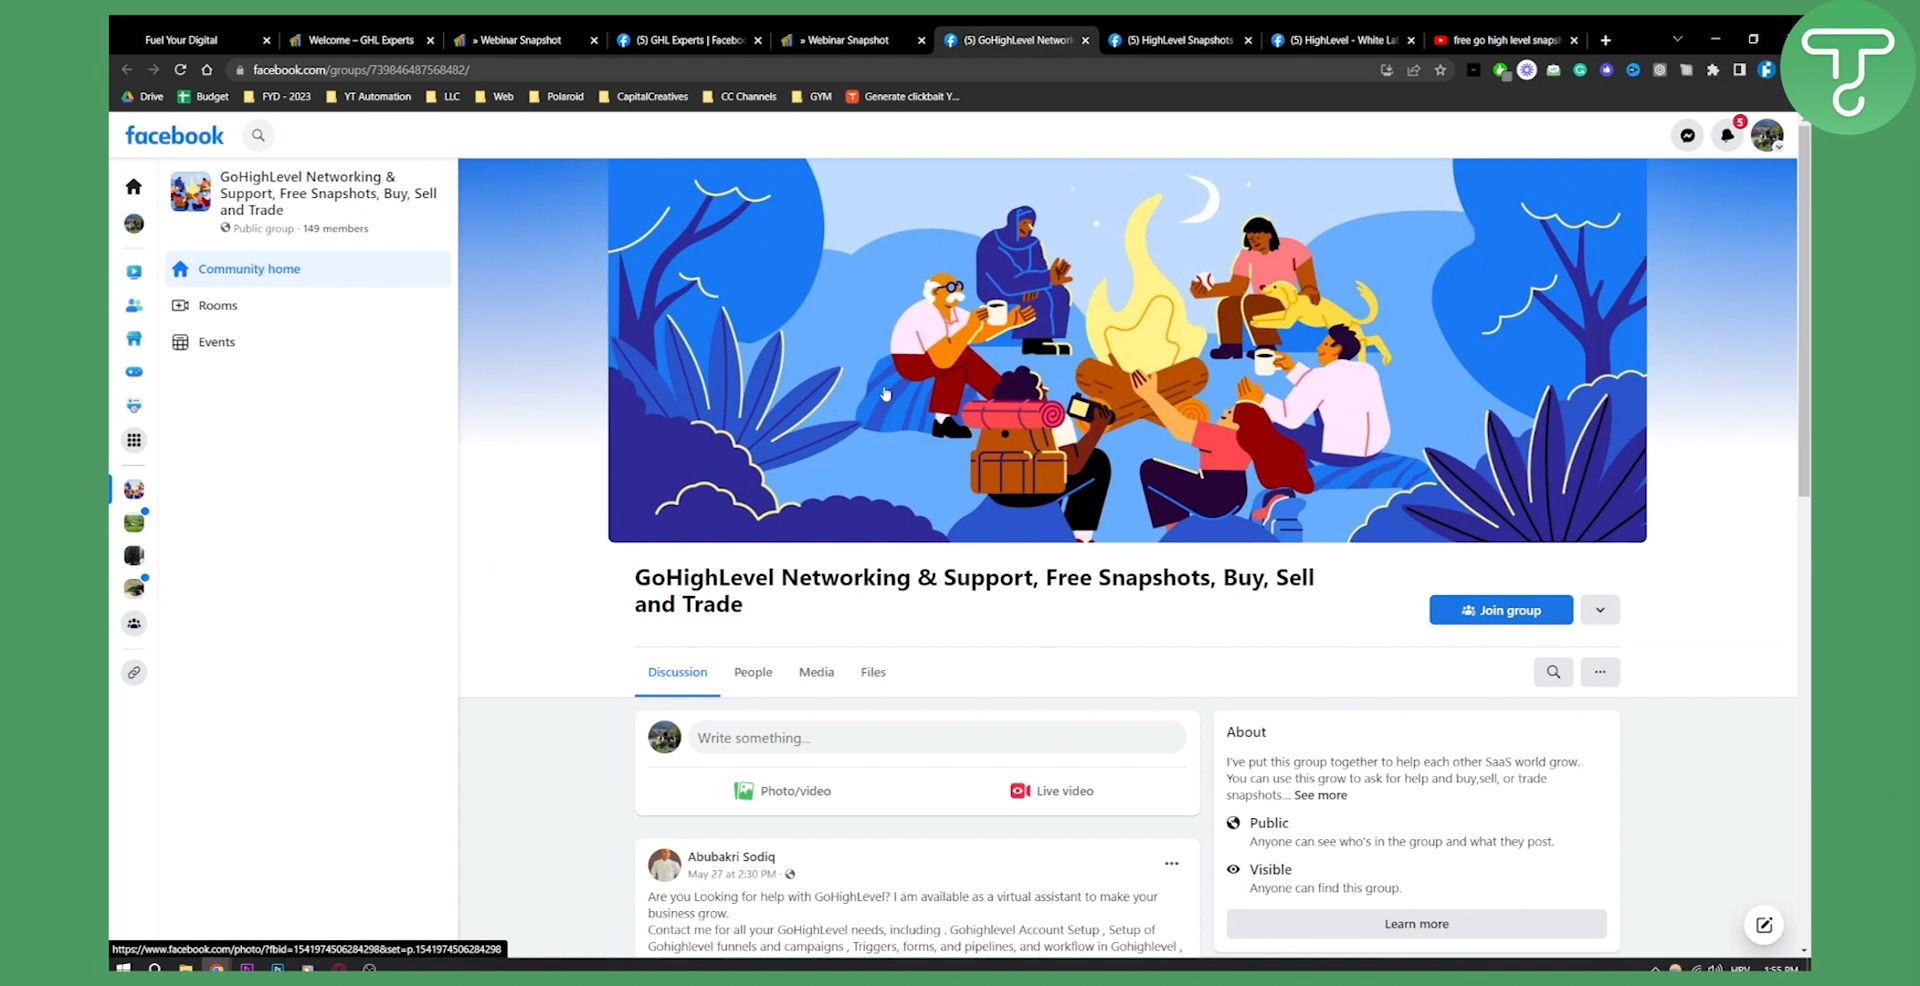 Fuel Your Digital
Welcome – GHL Experts
» Webinar Snapshot
(5) GHL Experts | Facebo
» Webinar Snapshot
(5) GoHighLevel Network
(5) HighLevel Snapshots
(5) HighLevel - White La
free go high level snaps
facebook.com/groups/739846487568482/
Drive
Budget
FYD - 2023
YT Automation
LLC
Web
Polaroid
CapitalCreatives
CC Channels
GYM
Generate clickbait Y...
facebook
5
GoHighLevel Networking &
Support, Free Snapshots, Buy, Sell
and Trade
Public group · 149 members
Community home
Rooms
Events
GoHighLevel Networking & Support, Free Snapshots, Buy, Sell
and Trade
Join group
Discussion
People
Media
Files
Write something...
Photo/video
Live video
About
I've put this group together to help each other SaaS world grow.
You can use this grow to ask for help and buy,sell, or trade
snapshots... See more
Public
Anyone can see who's in the group and what they post.
Visible
Anyone can find this group.
Learn more
Abubakri Sodiq
May 27 at 2:30 PM ·
Are you Looking for help with GoHighLevel? I am available as a virtual assistant to make your
business grow.
Contact me for all your GoHighLevel needs, including . Gohighlevel Account Setup , Setup of
Gohighlevel funnels and campaigns , Triggers, forms, and pipelines, and workflow in Gohighlevel ,
https://www.facebook.com/photo/?fbid=1541974506284298&set=p.1541974506284298
HRV
1:55 PM